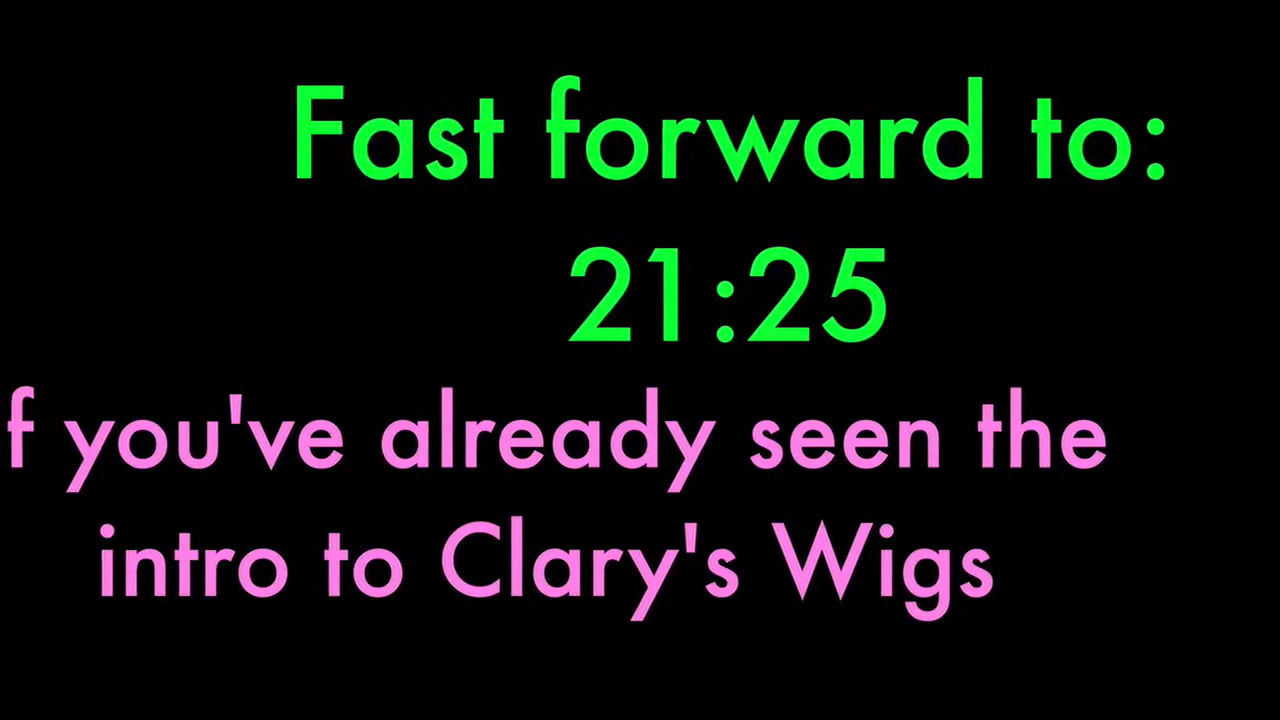 Fast forward to:
21:25
f you've already seen the
intro to Clary's Wigs